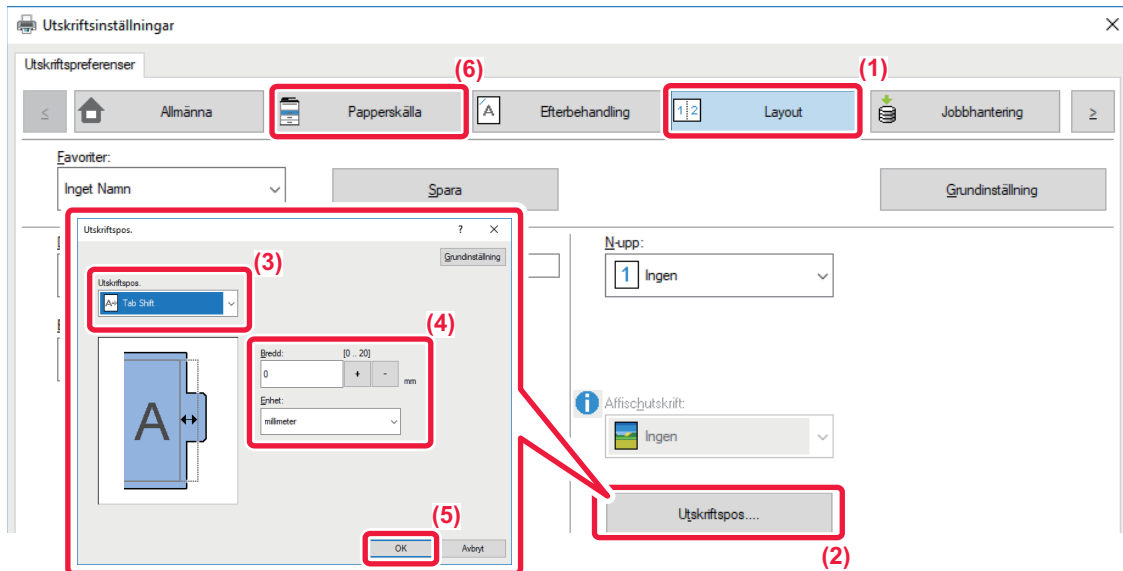 Utskriftsinställningar
Utskriftspreferenser
(6)
(1)
≤
Allmänna
Papperskälla
Efterbehandling
Layout
Jobbhantering
≥
Favoriter:
Inget Namn
Spara
Grundinställning
Utskriftspos.
?
Grundinställning
(3)
Utskriftspos.
Tab Shift
(4)
Bredd:
[0 .. 20]
0
+
-
mm
Enhet:
millimeter
A
(5)
OK
Avbryt
N-upp:
1
Ingen
Affischutskrift:
Ingen
Utskriftspos....
(2)